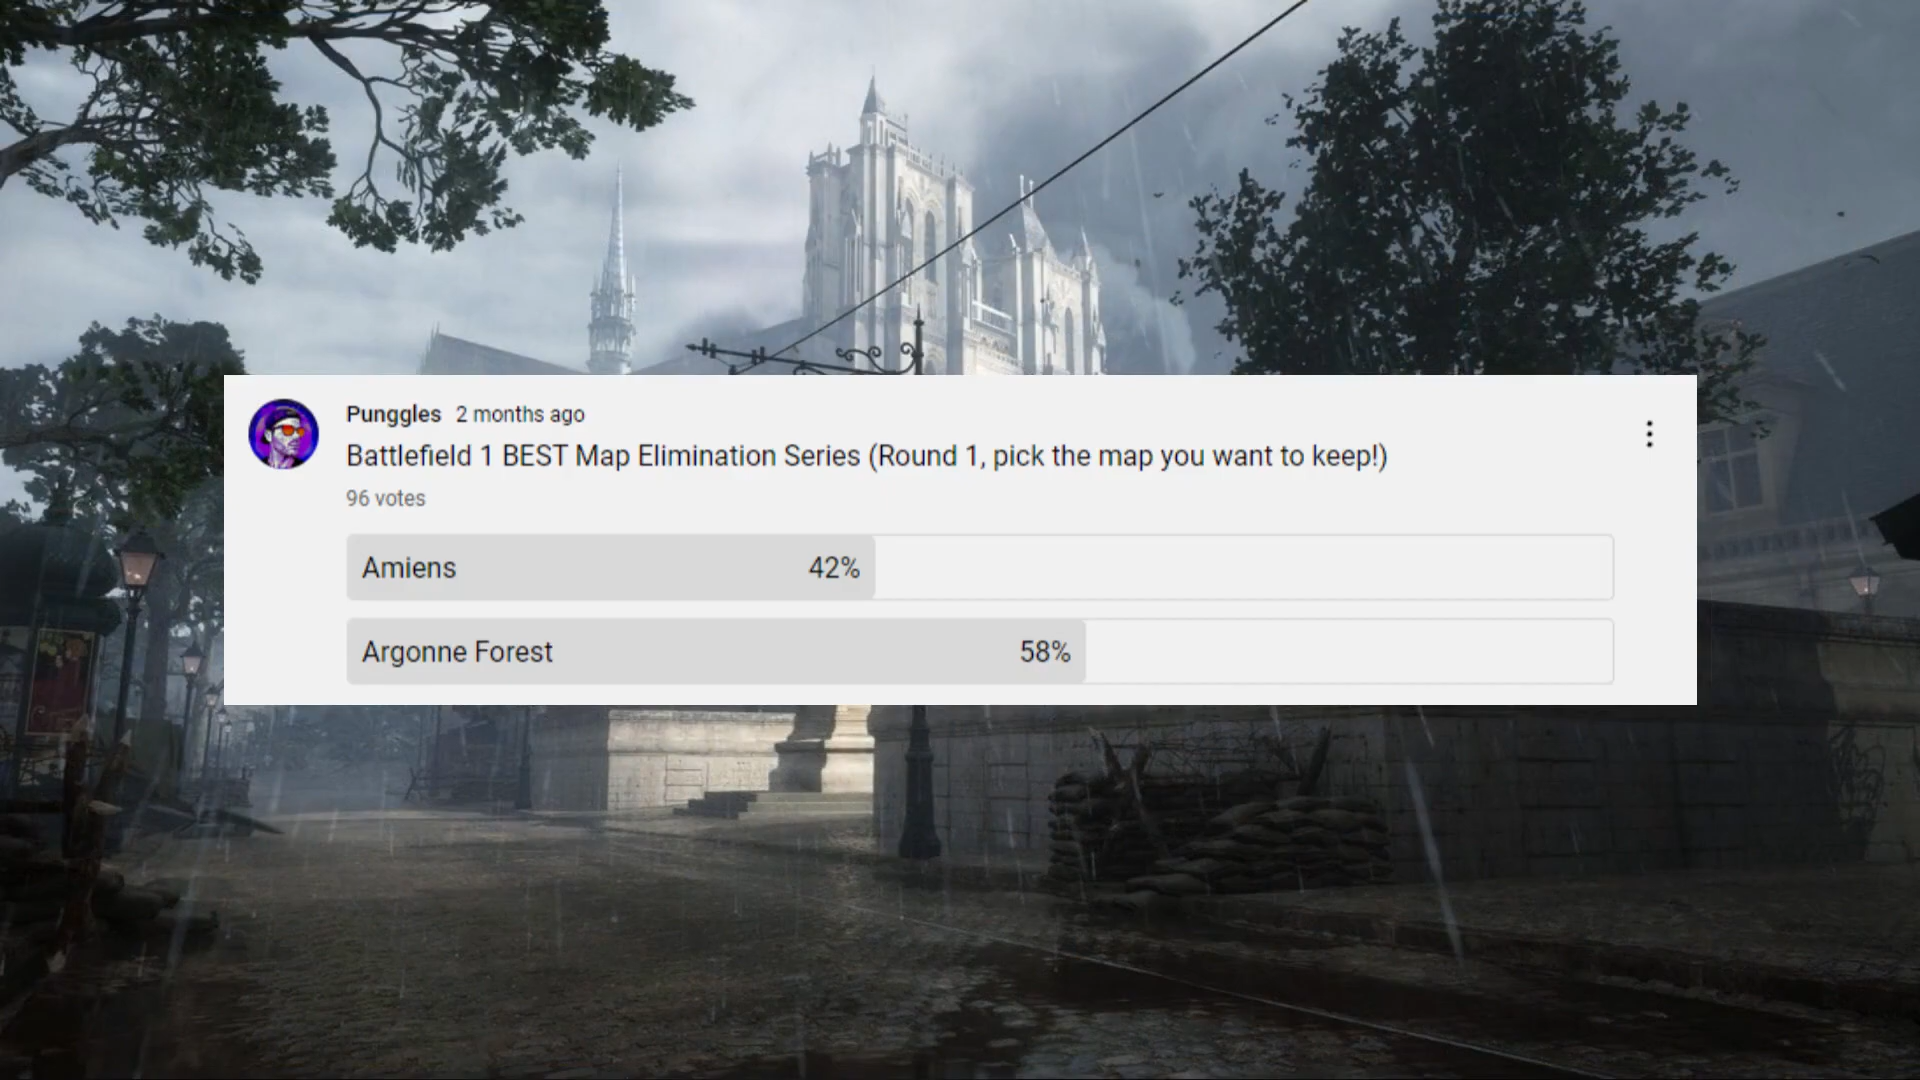 Punggles 2 months ago
Battlefield 1 BEST Map Elimination Series (Round 1, pick the map you want to keep!)
96 votes
Amiens 42%
Argonne Forest 58%